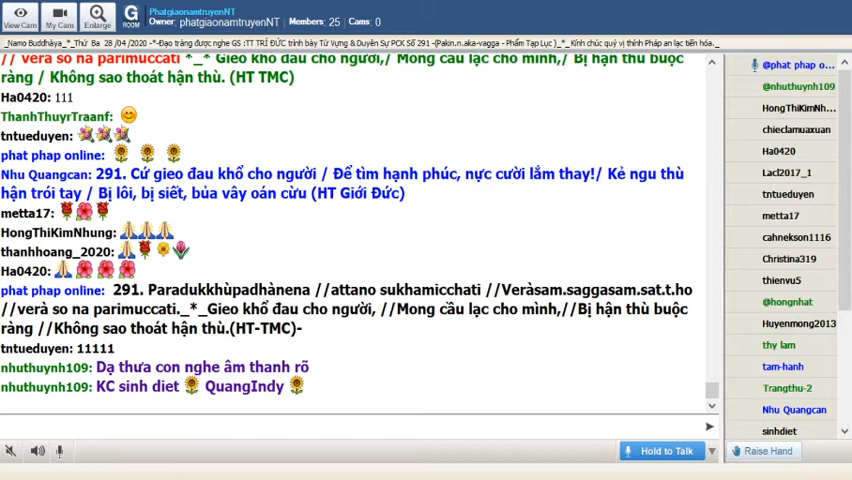 View Cam
My Cam
Enlarge
G
ROOM
PhatgiaonamtruyenNT
Owner: phatgiaonamtruyenNT Members: 25 Cams: 0
_Namo Buddhàya_*_Thứ Ba 28 /04 /2020 -*-Đạo tràng được nghe GS :TT TRÍ ĐỨC trình bày Từ Vựng & Duyên Sự PCK Số 291 -(Pakin.n.aka-vagga - Phẩm Tạp Lục ) _*_ Kính chúc quý vị thính Pháp an lạc tiến hóa. _
// verà so na parimuccati *_* Gieo khổ đau cho người,/ Mong cầu lạc cho mình,/ Bị hận thù buộc
ràng / Không sao thoát hận thù. (HT TMC)
Ha0420: 111
ThanhThuyrTraanf:
tntueduyen:
phat phap online:
Nhu Quangcan: 291. Cứ gieo đau khổ cho người / Để tìm hạnh phúc, nực cười lắm thay!/ Kẻ ngu thù
hận trói tay / Bị lôi, bị siết, bủa vây oán cừu (HT Giới Đức)
metta17:
HongThiKimNhung:
thanhhoang_2020:
Ha0420:
phat phap online: 291. Paradukkhùpadhànena //attano sukhamicchati //Veràsam.saggasam.sat.t.ho
//verà so na parimuccati._*_Gieo khổ đau cho người, //Mong cầu lạc cho mình,//Bị hận thù buộc
ràng //Không sao thoát hận thù.(HT-TMC)-
tntueduyen: 11111
nhuthuynh109: Dạ thưa con nghe âm thanh rõ
nhuthuynh109: KC sinh diet QuangIndy
@phat phap o...
@nhuthuynh109
HongThiKimNh...
chieclamuaxuan
Ha0420
Lacl2017_1
tntueduyen
metta17
cahnekson1116
Christina319
thienvu5
@hongnhat
Huyenmong2013
thy lam
tam-hanh
Trangthu-2
Nhu Quangcan
sinhdiet
Hold to Talk
Raise Hand